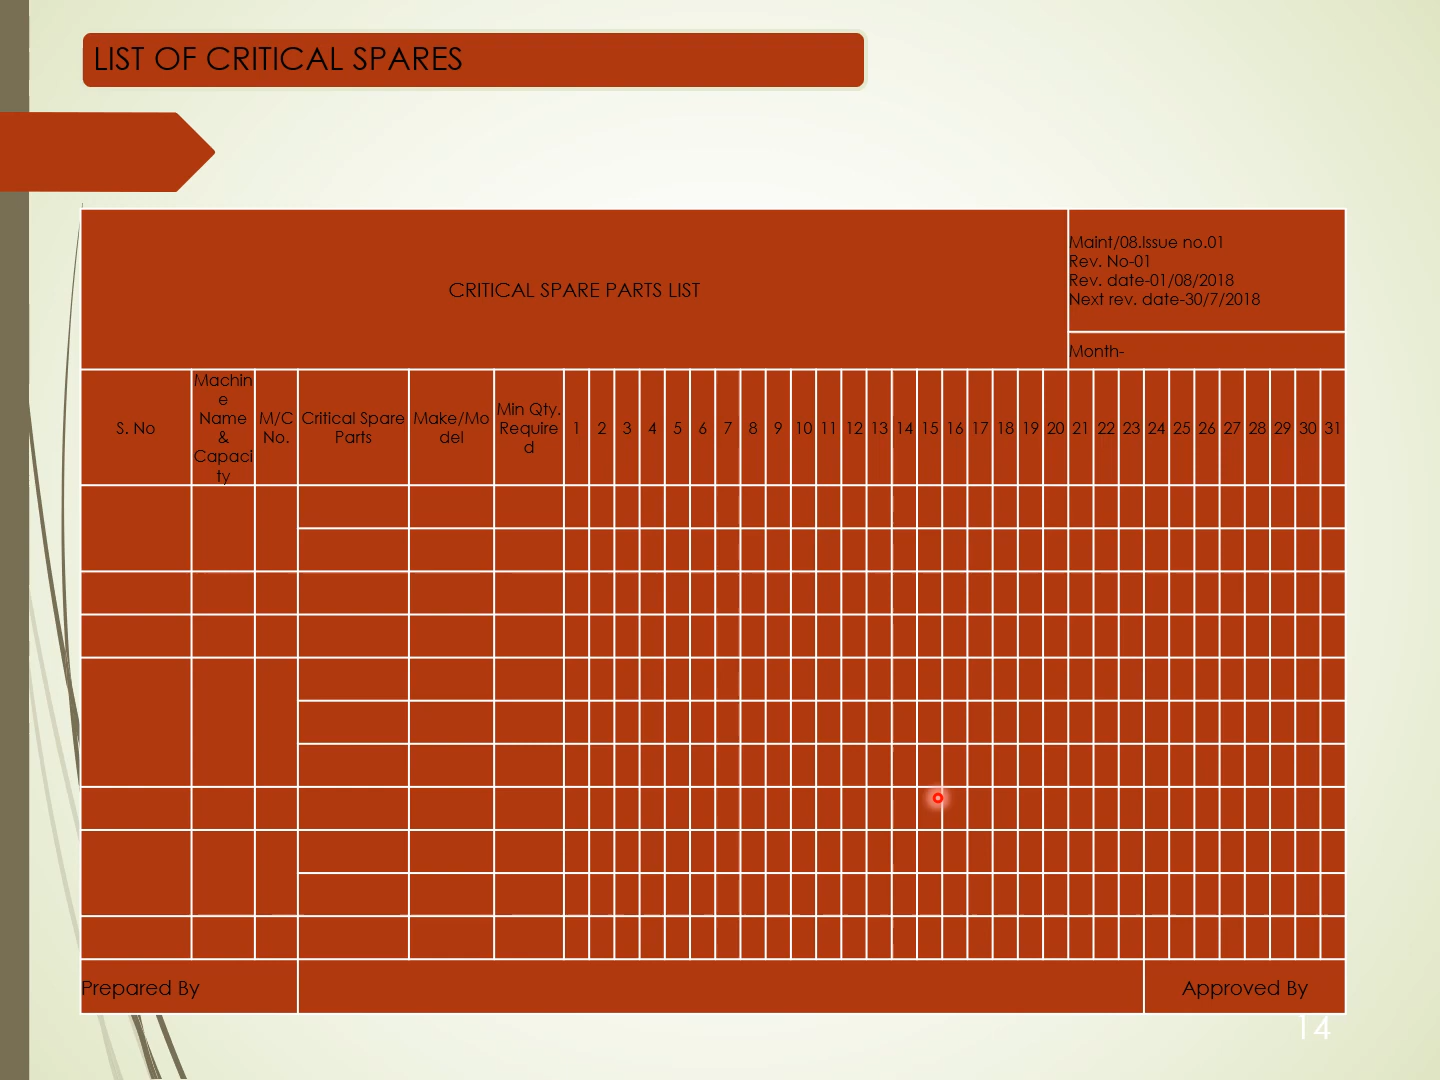 LIST OF CRITICAL SPARES
CRITICAL SPARE PARTS LIST
Maint/08.Issue no.01
Rev. No-01
Rev. date-01/08/2018
Next rev. date-30/7/2018
Month-
S. No
Machin
e
Name
&
Capaci
ty
M/C
No.
Critical Spare
Parts
Make/Mo
del
Min Qty.
Require
d
1 2 3 4 5 6 7 8 9 10 11 12 13 14 15 16 17 18 19 20 21 22 23 24 25 26 27 28 29 30 31
Prepared By
Approved By
14